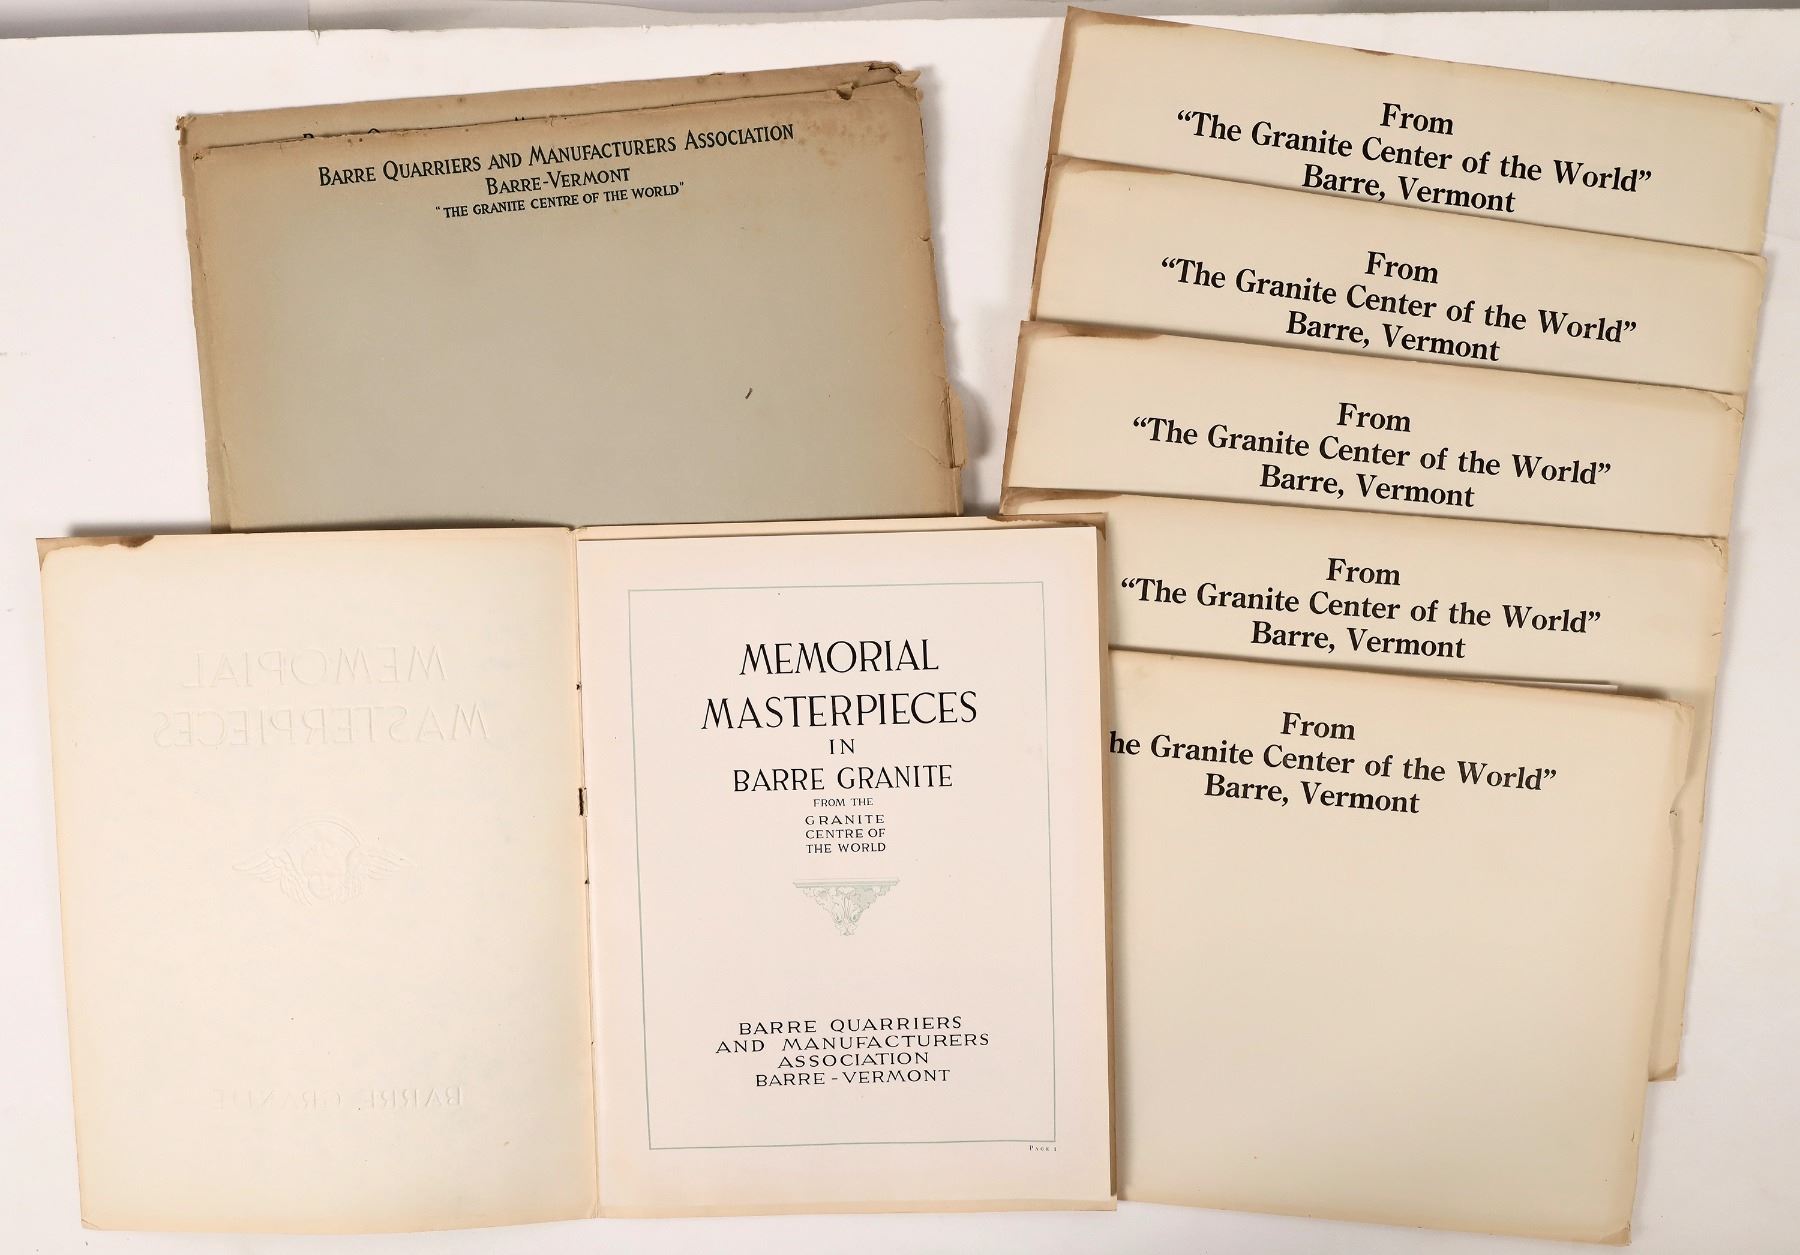 BARRE QUARRIERS AND MANUFACTURERS ASSOCIATION
BARRE-VERMONT
"THE GRANITE CENTRE OF THE WORLD"
From
“The Granite Center of the World”
Barre, Vermont
From
“The Granite Center of the World”
Barre, Vermont
From
“The Granite Center of the World”
Barre, Vermont
From
“The Granite Center of the World”
Barre, Vermont
From
he Granite Center of the World”
Barre, Vermont
MEMORIAL
MASTERPIECES
BARRE GRANITE
MEMORIAL
MASTERPIECES
IN
BARRE GRANITE
FROM THE
GRANITE
CENTRE OF
THE WORLD
BARRE QUARRIERS
AND MANUFACTURERS
ASSOCIATION
BARRE-VERMONT
PAGE 1